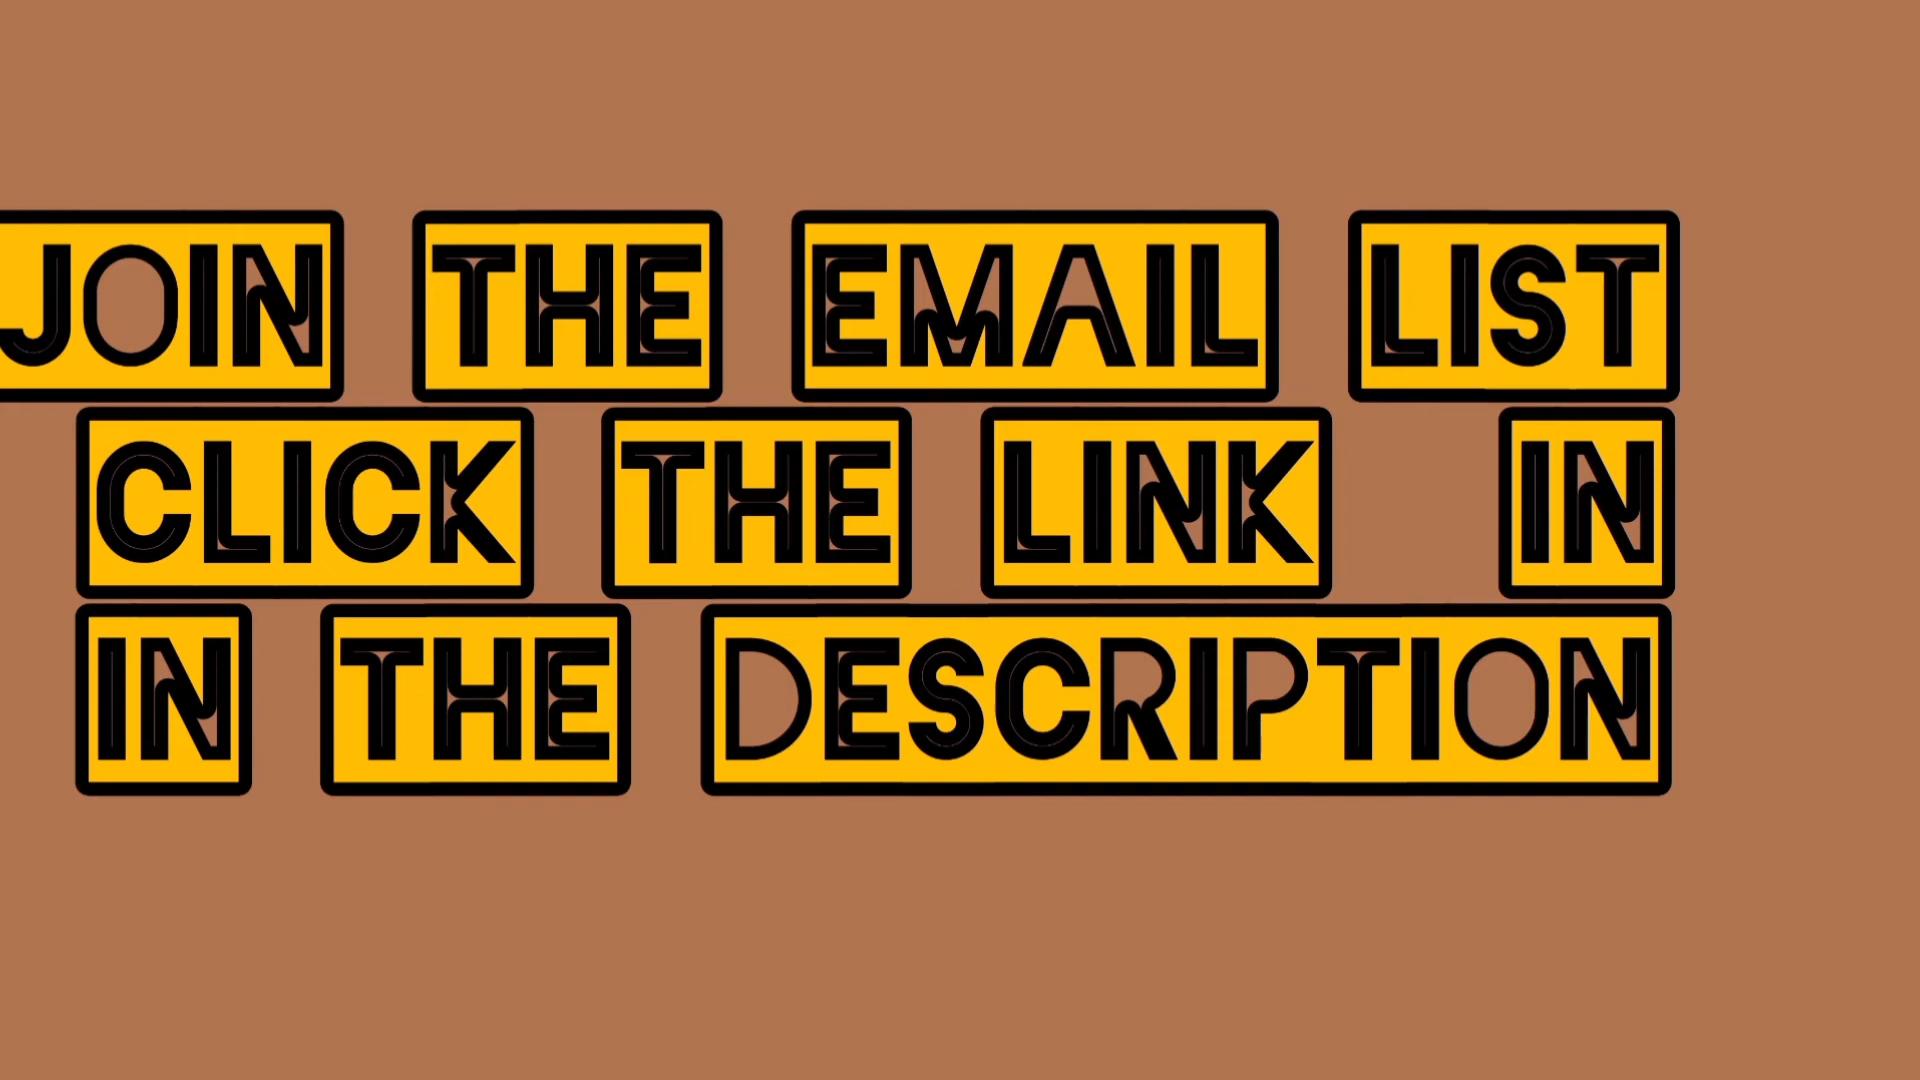 JOIN THE EMAIL LIST
CLICK THE LINK IN
IN THE DESCRIPTION